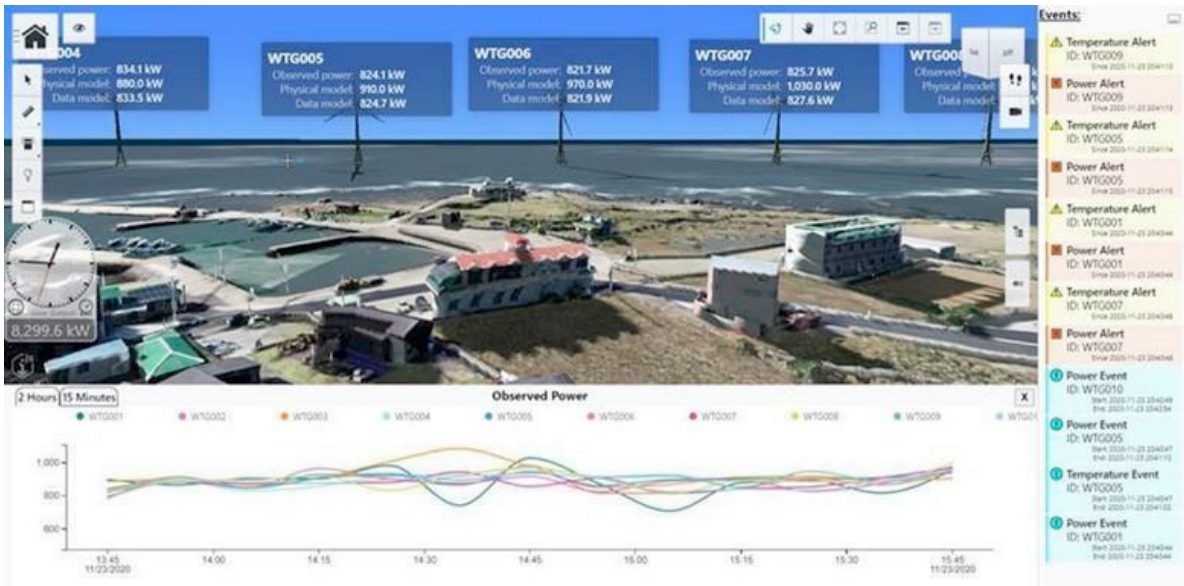 004
Observed power: 834.1 kW
Physical model: 880.0 kW
Data model: 833.5 kW
WTG005
Observed power: 824.1 kW
Physical model: 910.0 kW
Data model: 824.7 kW
WTG006
Observed power: 821.7 kW
Physical model: 970.0 kW
Data model: 821.9 kW
WTG007
Observed power: 825.7 kW
Physical model: 1,030.0 kW
Data model: 827.6 kW
WTG008
Observed power:
Physical model:
Data model:
8,299.6 kW
2 Hours
15 Minutes
Observed Power
X
WTG001
WTG002
WTG003
WTG004
WTG005
WTG006
WTG007
WTG008
WTG009
1,000
800
600
13:45
11/23/2020
14:00
14:15
14:30
14:45
15:00
15:15
15:30
15:45
11/23/2020
Events:
Temperature Alert
ID: WTG009
Power Alert
ID: WTG009
Temperature Alert
ID: WTG005
Power Alert
ID: WTG005
Temperature Alert
ID: WTG001
Power Alert
ID: WTG001
Temperature Alert
ID: WTG007
Power Alert
ID: WTG007
Power Event
ID: WTG010
Power Event
ID: WTG005
Temperature Event
ID: WTG005
Power Event
ID: WTG001